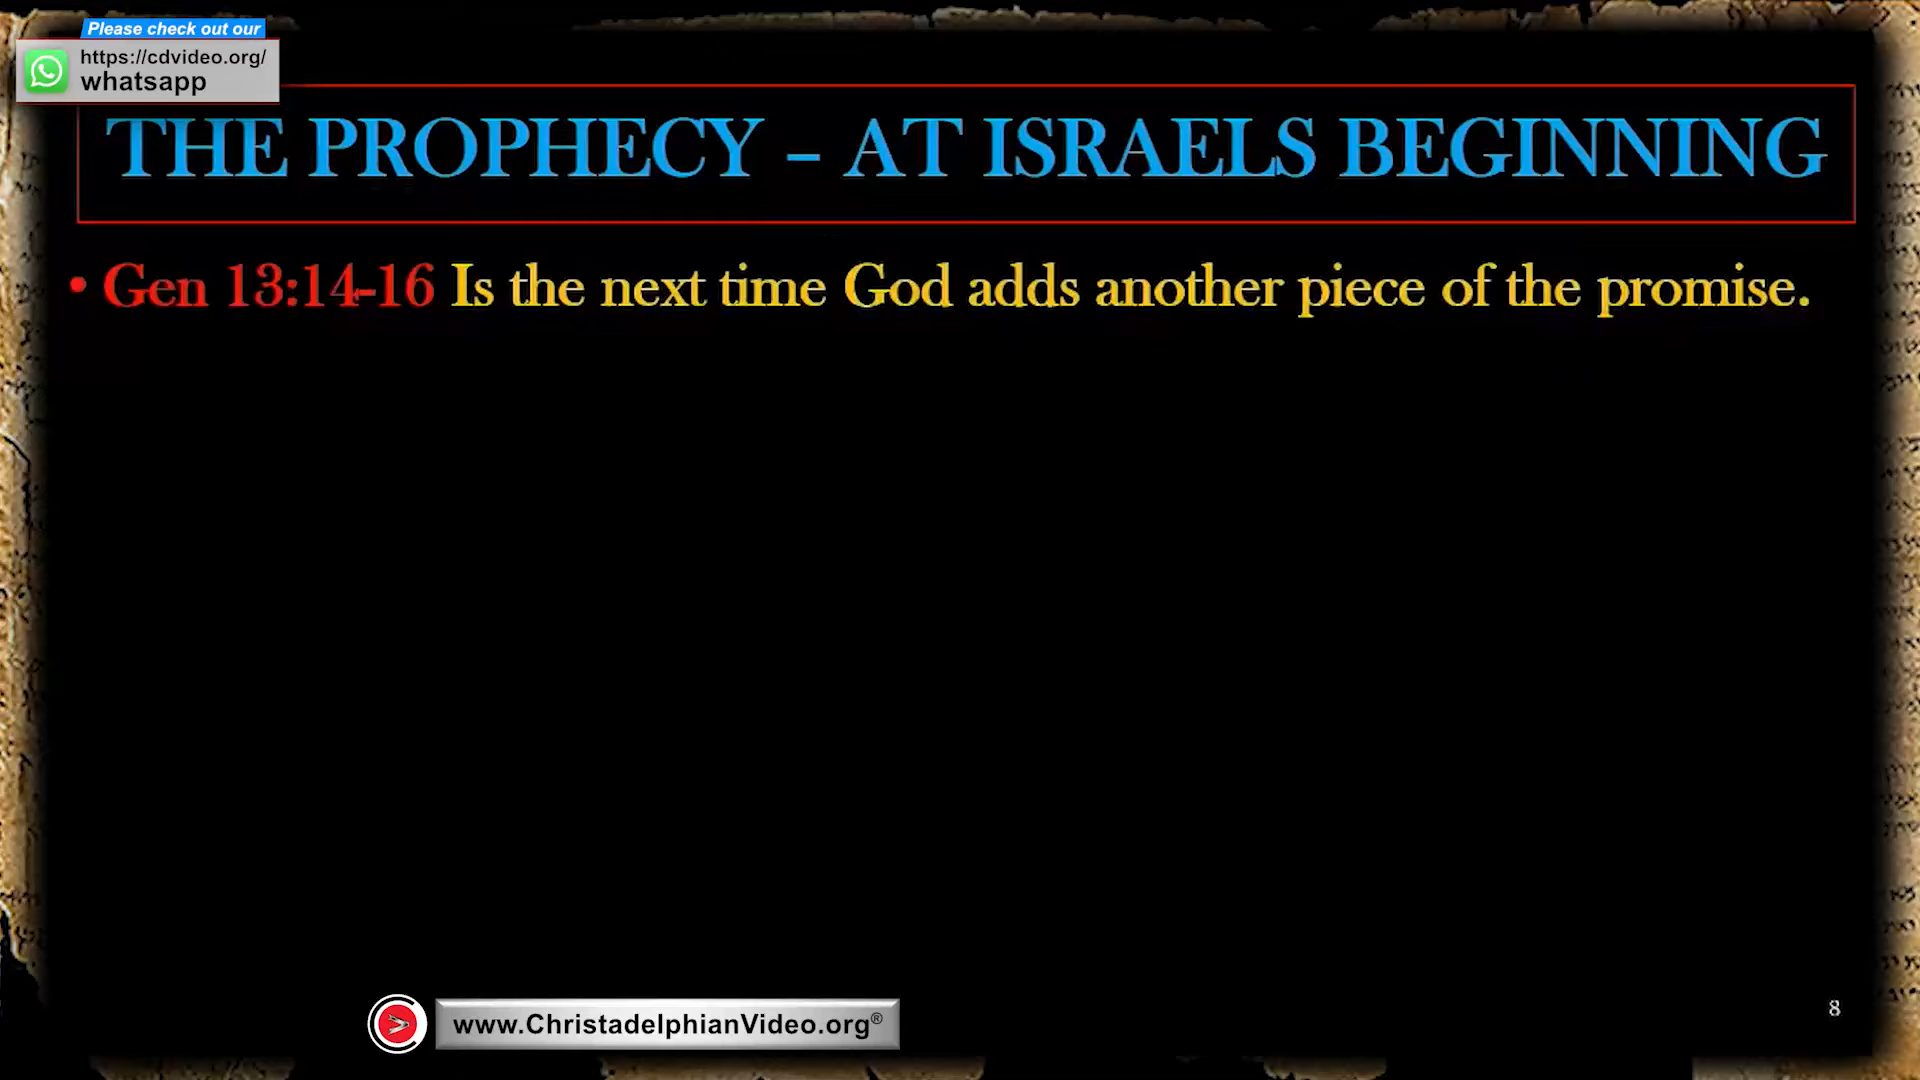 Please check out our
https://cdvideo.org/
whatsapp
THE PROPHECY – AT ISRAELS BEGINNING
• Gen 13:14-16 Is the next time God adds another piece of the promise.
www.ChristadelphianVideo.org®
8